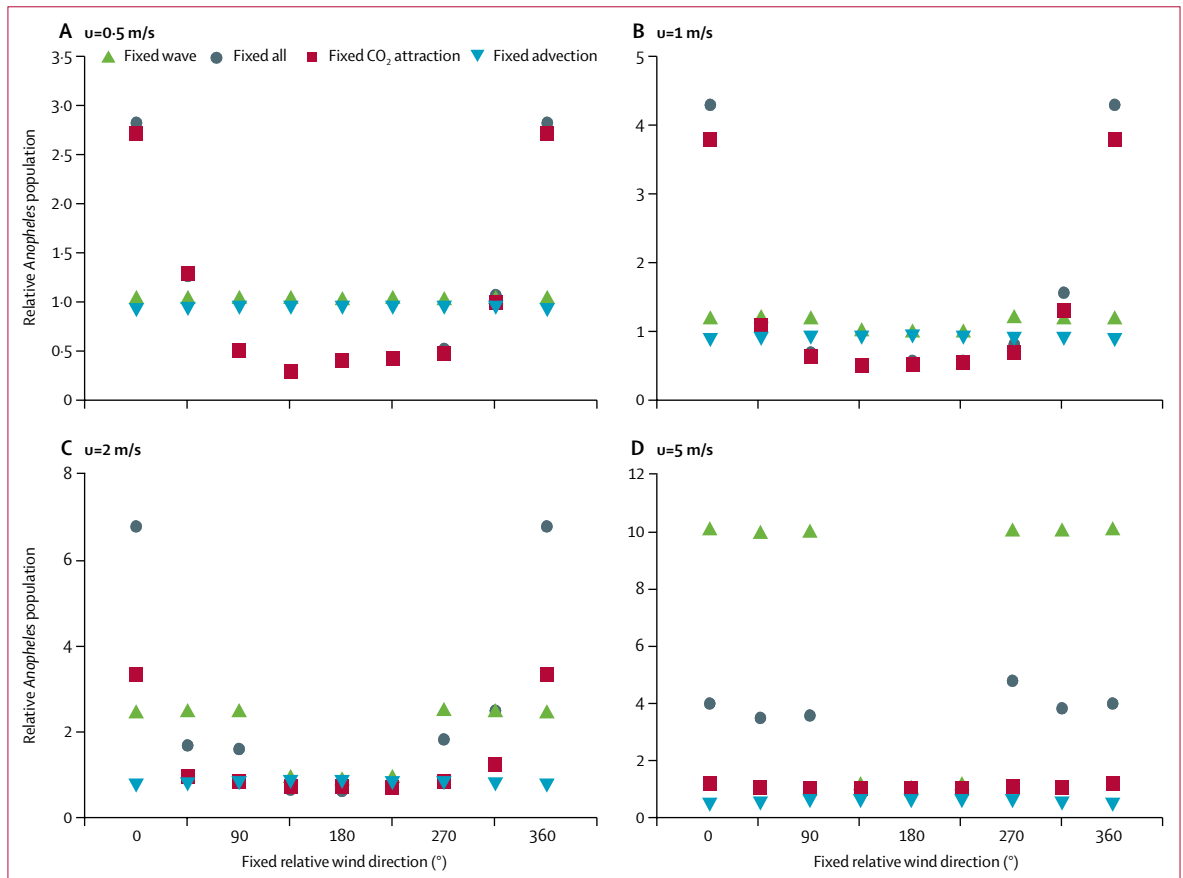 A υ=0·5 m/s
Fixed wave Fixed all Fixed CO₂ attraction Fixed advection
3·5
3·0
2·5
2·0
1·5
1·0
0·5
0
Relative Anopheles population
B υ=1 m/s
5
4
3
2
1
0
C υ=2 m/s
8
6
4
2
0
Relative Anopheles population
0 90 180 270 360
Fixed relative wind direction (°)
D υ=5 m/s
12
10
8
6
4
2
0
0 90 180 270 360
Fixed relative wind direction (°)